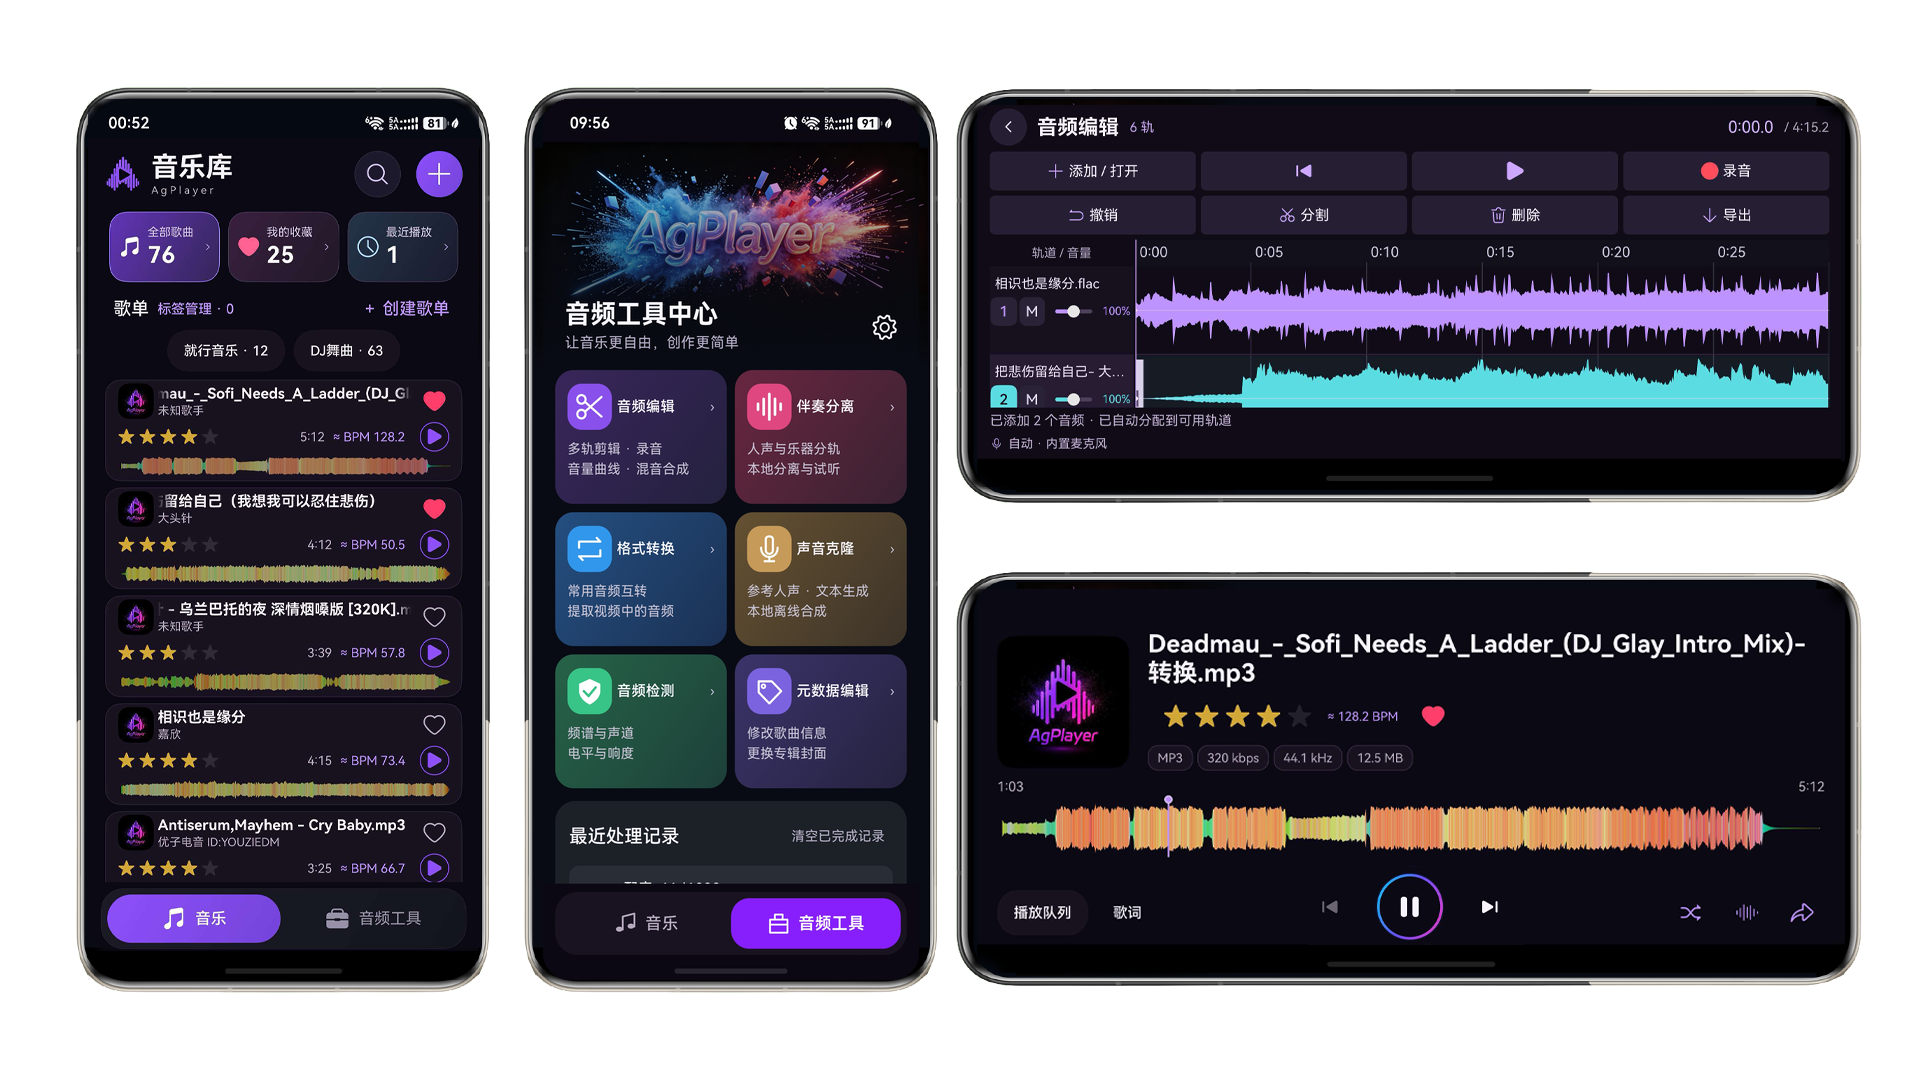 00:52
5A
5A
81
音乐库
AgPlayer
全部歌曲
76
我的收藏
25
最近播放
1
歌单 标签管理 · 0
+ 创建歌单
就行音乐 · 12
DJ舞曲 · 63
mau_-_Sofi_Needs_A_Ladder_(DJ_Gl
未知歌手
5:12 ≈ BPM 128.2
留给自己（我想我可以忍住悲伤）
大头针
4:12 ≈ BPM 50.5
- 乌兰巴托的夜 深情烟嗓版 [320K].m
未知歌手
3:39 ≈ BPM 57.8
相识也是缘分
嘉欣
4:15 ≈ BPM 73.4
Antiserum,Mayhem - Cry Baby.mp3
优子电音 ID:YOUZIEDM
3:25 ≈ BPM 66.7
音乐
音频工具
09:56
5A
5A
91
AgPlayer
音频工具中心
让音乐更自由，创作更简单
音频编辑
多轨剪辑 · 录音
音量曲线 · 混音合成
伴奏分离
人声与乐器分轨
本地分离与试听
格式转换
常用音频互转
提取视频中的音频
声音克隆
参考人声 · 文本生成
本地离线合成
音频检测
频谱与声道
电平与响度
元数据编辑
修改歌曲信息
更换专辑封面
最近处理记录
清空已完成记录
音乐
音频工具
音频编辑 6 轨
0:00.0 / 4:15.2
添加 / 打开
录音
撤销
分割
删除
导出
轨道 / 音量
0:00
0:05
0:10
0:15
0:20
0:25
相识也是缘分.flac
1 M 100%
把悲伤留给自己- 大...
2 M 100%
已添加 2 个音频 · 已自动分配到可用轨道
自动 · 内置麦克风
AgPlayer
Deadmau_-_Sofi_Needs_A_Ladder_(DJ_Glay_Intro_Mix)-
转换.mp3
≈ 128.2 BPM
MP3
320 kbps
44.1 kHz
12.5 MB
1:03
5:12
播放队列
歌词